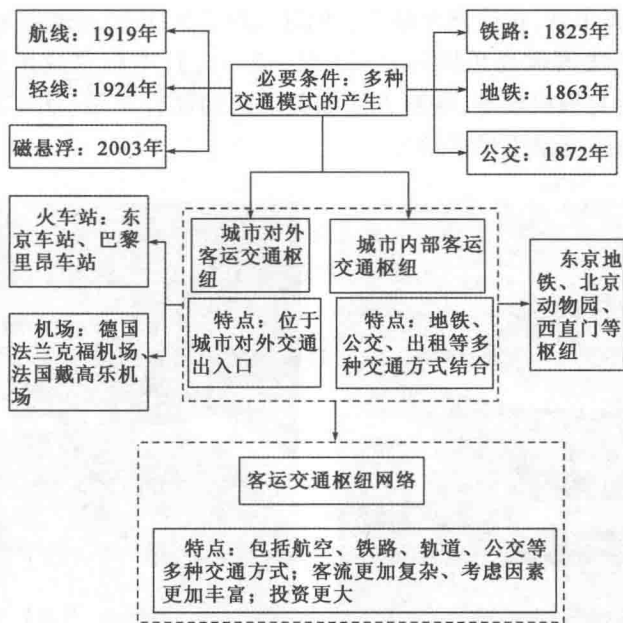 航线：1919年
轻线：1924年
磁悬浮：2003年
必要条件：多种
交通模式的产生
铁路：1825年
地铁：1863年
公交：1872年
火车站：东
京车站、巴黎
里昂车站
机场：德国
法兰克福机场、
法国戴高乐机
场
城市对外
客运交通枢
纽
特点：位于
城市对外交通
出入口
城市内部客运
交通枢纽
特点：地铁、
公交、出租等多
种交通方式结合
东京地
铁、北京
动物园、
西直门等
枢纽
客运交通枢纽网络
特点：包括航空、铁路、轨道、公交等
多种交通方式；客流更加复杂、考虑因素
更加丰富；投资更大